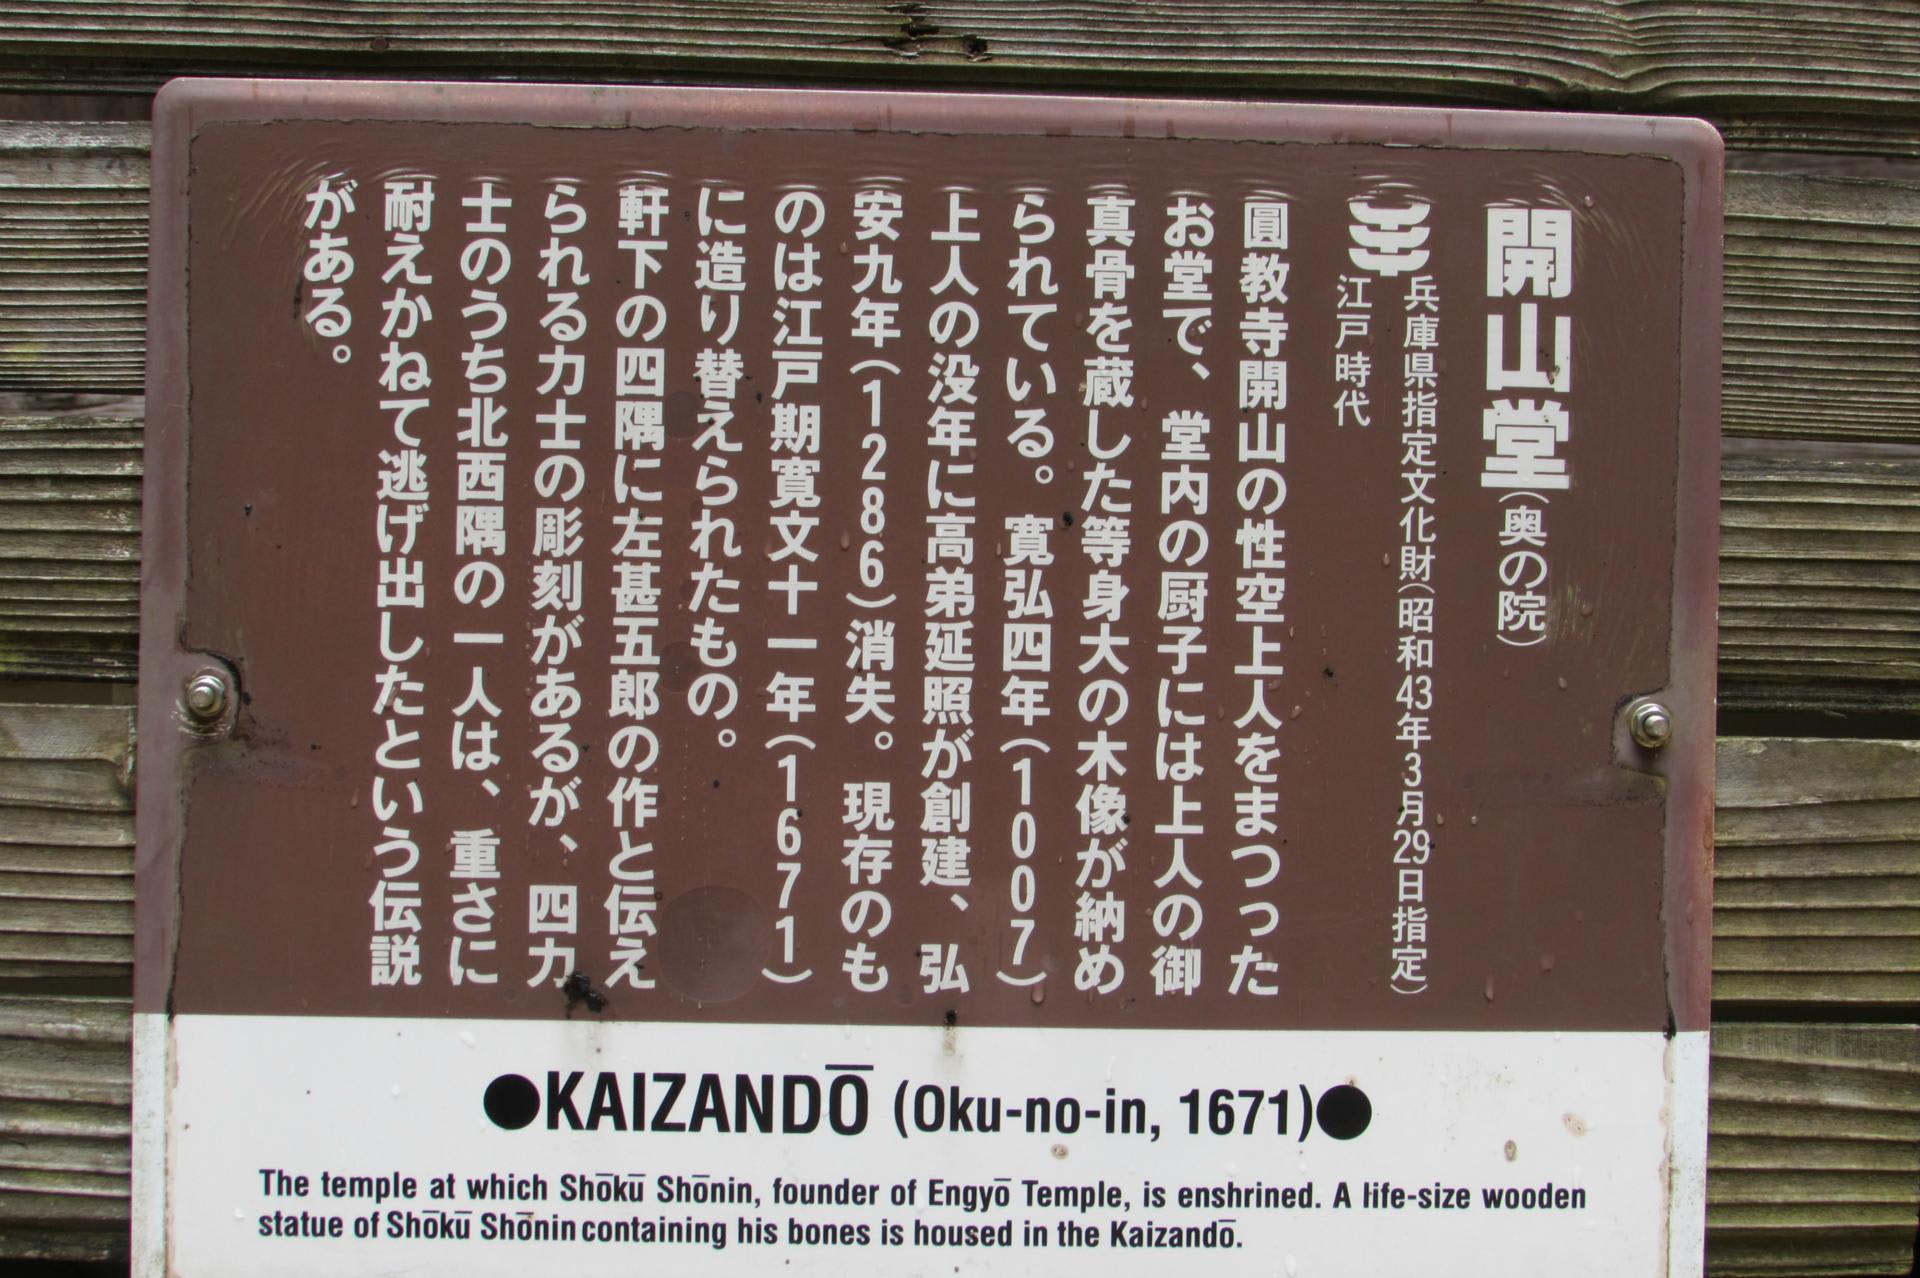 開山堂(奥の院)
兵庫県指定文化財(昭和43年3月29日指定)
江戸時代
圓教寺開山の性空上人をまつった
お堂で、堂内の厨子には上人の御
真骨を蔵した等身大の木像が納め
られている。寛弘四年(1007)
上人の没年に高弟延照が創建、弘
安九年(1286)消失。現存のも
のは江戸期寛文十一年(1671)
に造り替えられたもの。
軒下の四隅に左甚五郎の作と伝え
られる力士の彫刻があるが、四力
士のうち北西隅の一人は、重さに
耐えかねて逃げ出したという伝説
がある。
●KAIZANDŌ (Oku-no-in, 1671)●
The temple at which Shōkū Shōnin, founder of Engyō Temple, is enshrined. A life-size wooden
statue of Shōkū Shōnin containing his bones is housed in the Kaizandō.